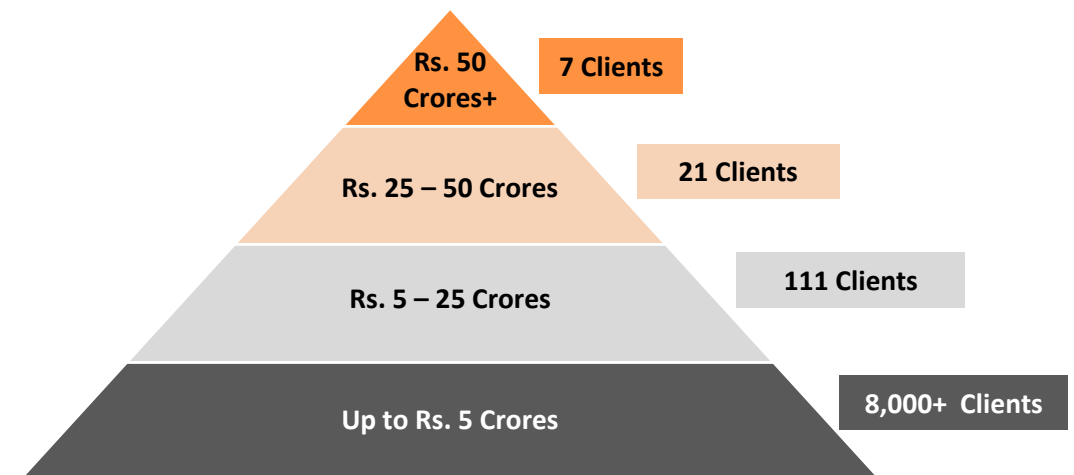 Rs. 50
Crores+
7 Clients
Rs. 25 – 50 Crores
21 Clients
Rs. 5 – 25 Crores
111 Clients
Up to Rs. 5 Crores
8,000+ Clients